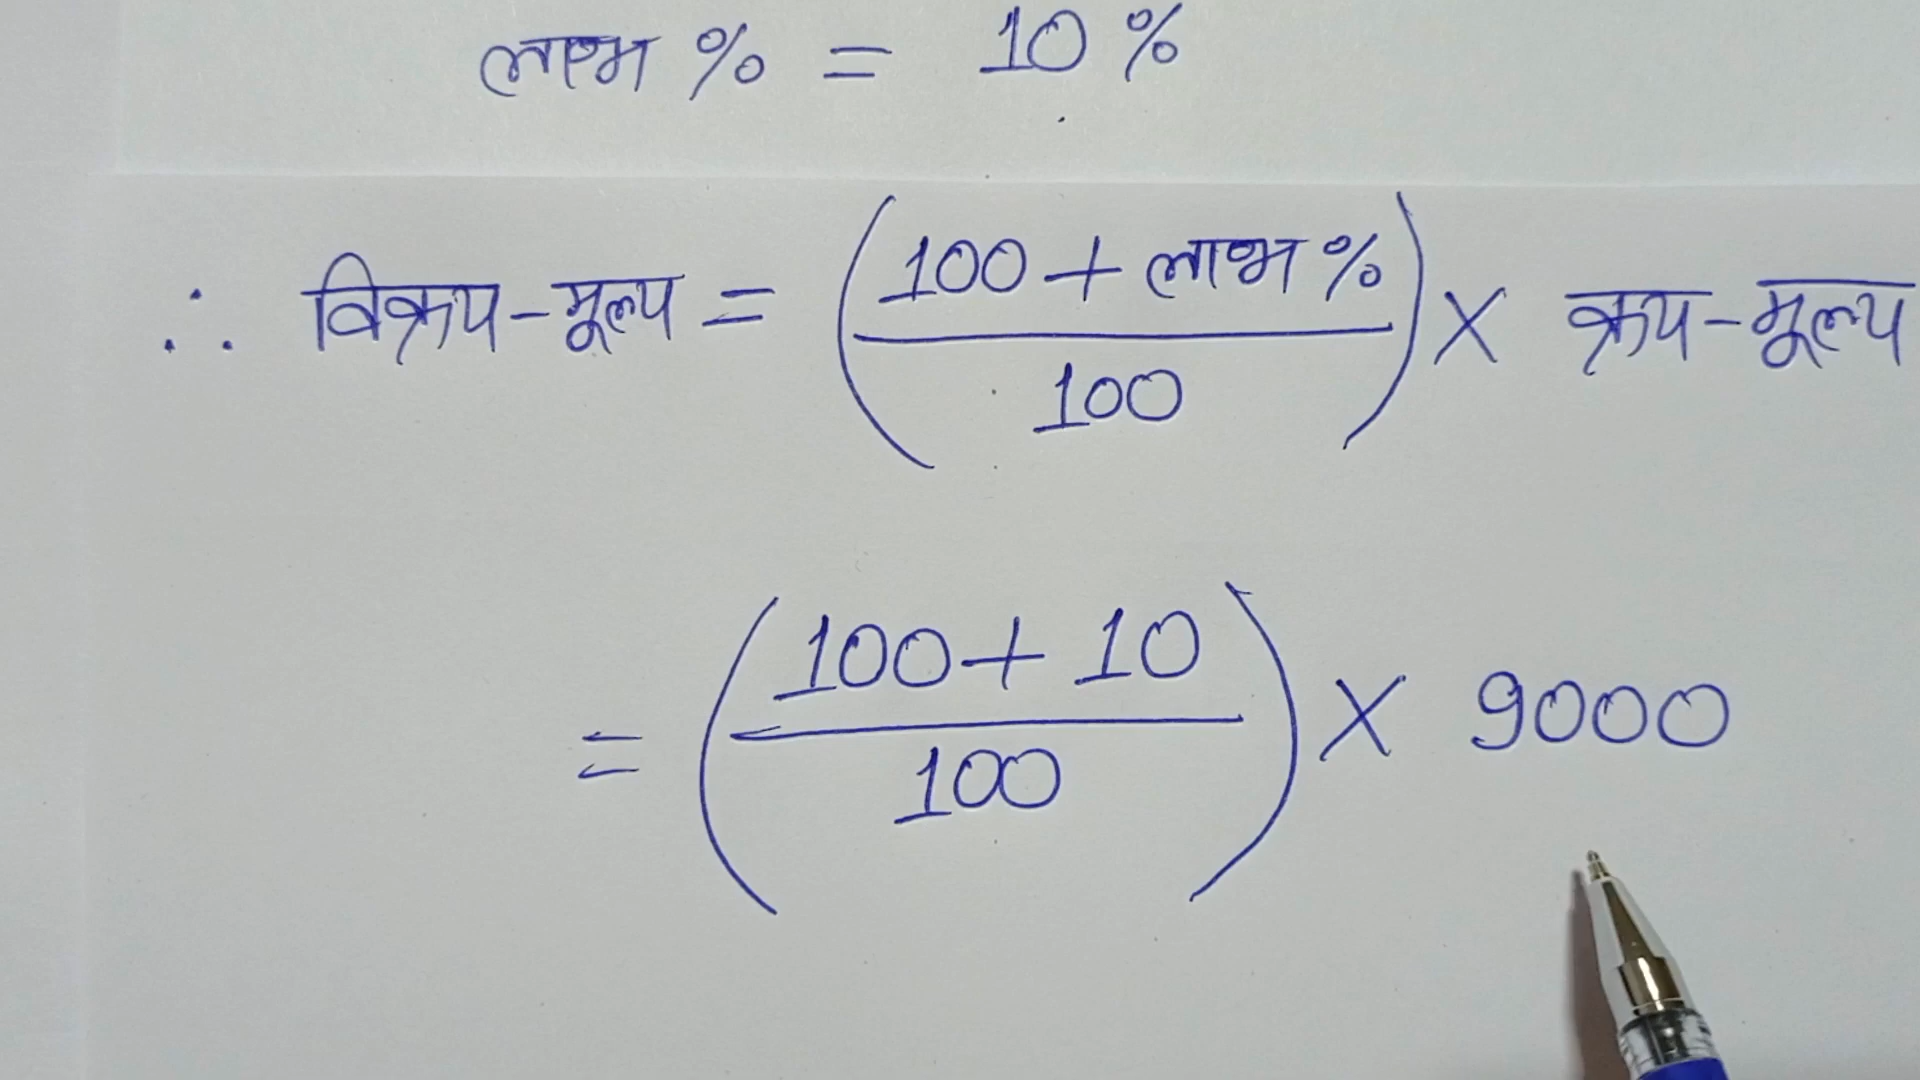 लाभ % = 10 %
∴ विक्रय-मूल्य = (100 + लाभ % / 100) × क्रय-मूल्य
= (100 + 10 / 100) × 9000